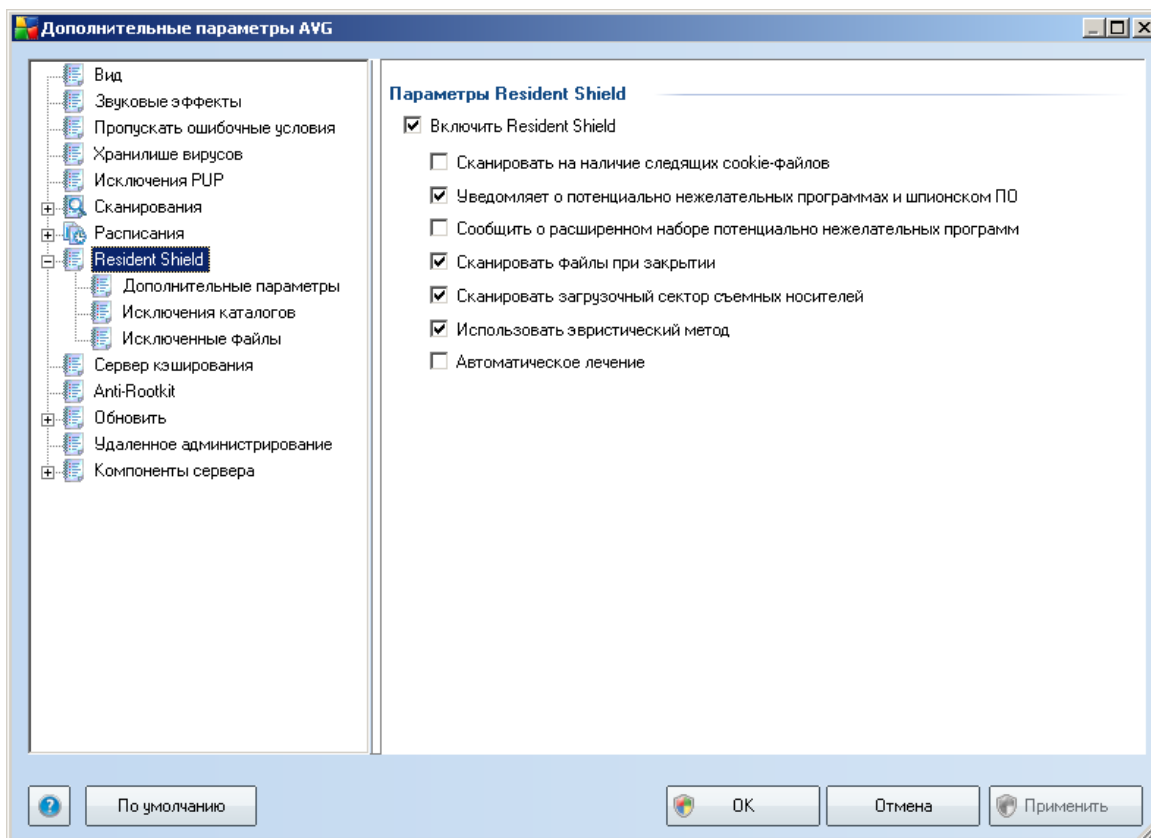 Дополнительные параметры AVG
Вид
Звуковые эффекты
Пропускать ошибочные условия
Хранилише вирусов
Исключения PUP
Сканирования
Расписания
Resident Shield
Дополнительные параметры
Исключения каталогов
Исключенные файлы
Сервер кэширования
Anti-Rootkit
Обновить
Удаленное администрирование
Компоненты сервера
Параметры Resident Shield
Включить Resident Shield
Сканировать на наличие следящих cookie-файлов
Уведомляет о потенциально нежелательных программах и шпионском ПО
Сообщить о расширенном наборе потенциально нежелательных программ
Сканировать файлы при закрытии
Сканировать загрузочный сектор съемных носителей
Использовать эвристический метод
Автоматическое лечение
По умолчанию
OK
Отмена
Применить